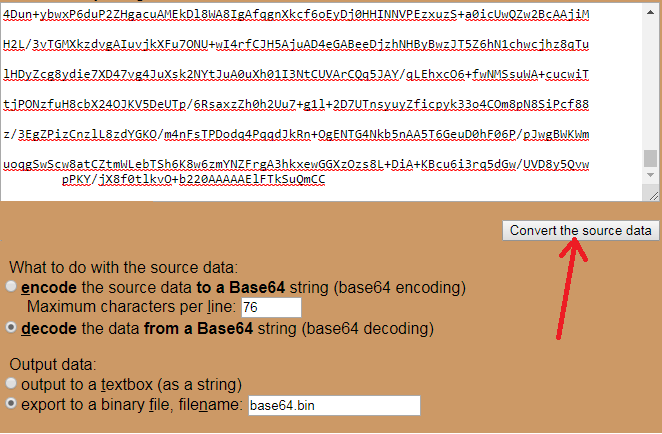 4Dun+ybwxP6duP2ZHgacuAMEkDl8WA8IgAfqgnXkcf6oEyDj0HHINNVPEzxuzS+a0icUwQZw2BcAAjiM
H2L/3vTGMXkzdvgAIuvjkXFu7ONU+wI4rfCJH5AjuAD4eGABeeDjzhNHByBwzJT5Z6hN1chwcjhz8qTu
lHDyZcg8ydie7XD47vg4JuXsk2NYtJuA0uXh01I3NtCUVArCQq5JAY/qLEhxcO6+fwNMSsuWA+cucwiT
tjPONzfuH8cbX24OJKV5DeUTp/6RsaxzZh0h2Uu7+g1l+2D7UTnsyuyZficpyk33o4COm8pN8SiPcf88
z/3EgZPizCnzlL8zdYGKO/m4nFsTPDodq4PqqdJkRn+OgENTG4Nkb5nAA5T6GeuD0hF06P/pJwgBWKWm
uoqgSwScw8atCZtmWLebTSh6K8w6zmYNZFrgA3hkxewGGXzOzs8L+DiA+KBcu6i3rq5dGw/UVD8y5Qvw
pPKY/jX8f0tlkvO+b220AAAAAElFTkSuQmCC
Convert the source data
What to do with the source data:
encode the source data to a Base64 string (base64 encoding)
Maximum characters per line: 76
decode the data from a Base64 string (base64 decoding)
Output data:
output to a textbox (as a string)
export to a binary file, filename: base64.bin